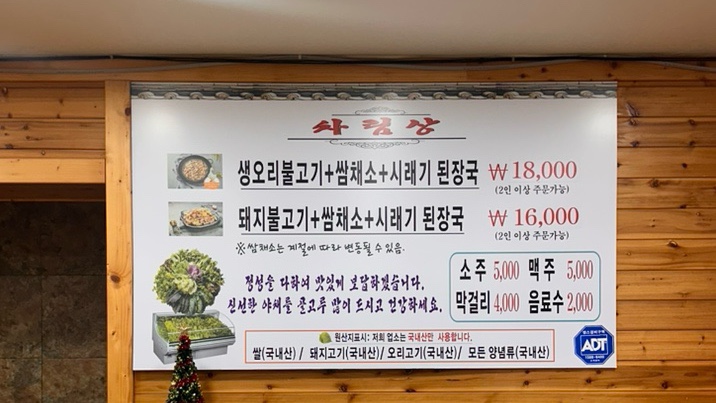 차림상
생오리불고기+쌈채소+시래기 된장국 ₩ 18,000
(2인 이상 주문가능)
돼지불고기+쌈채소+시래기 된장국 ₩ 16,000
(2인 이상 주문가능)
※ 쌈채소는 계절에 따라 변동될 수 있음.
정성을 다하여 맛있게 보답하겠습니다.
신선한 야채들 골고루 많이 드시고 건강하세요.
소주 5,000 맥주 5,000
막걸리 4,000 음료수 2,000
원산지표시: 저희 업소는 국내산만 사용합니다.
쌀(국내산) / 돼지고기(국내산)/ 오리고기(국내산)/ 모든 양념류(국내산)
ADT